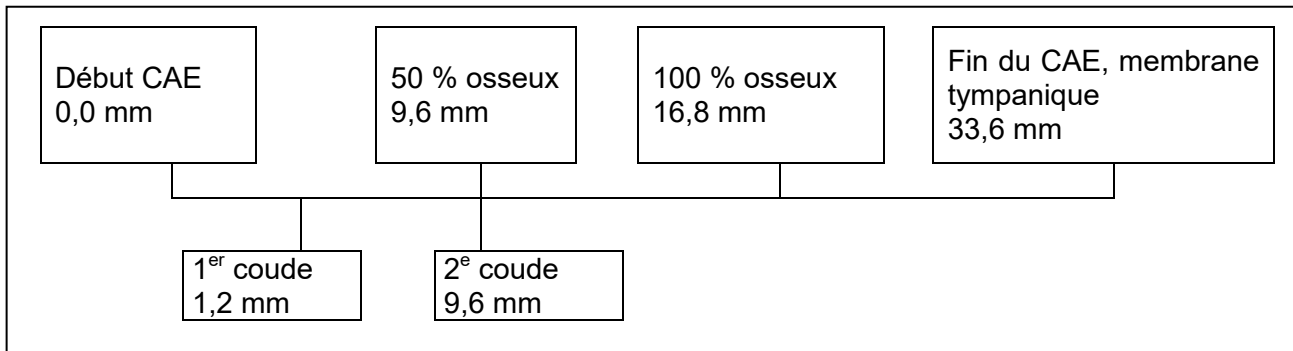 Début CAE
0,0 mm
50 % osseux
9,6 mm
100 % osseux
16,8 mm
Fin du CAE, membrane
tympanique
33,6 mm
1er coude
1,2 mm
2e coude
9,6 mm